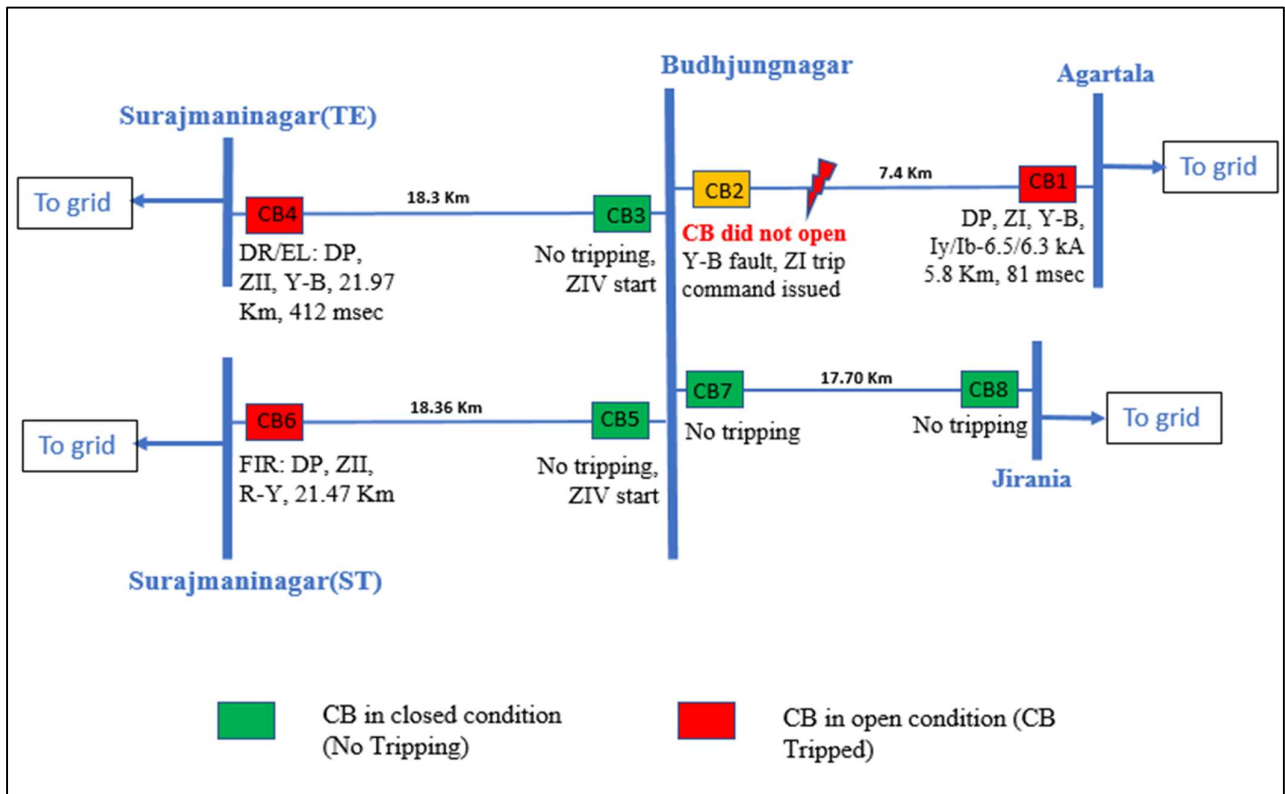 Budhjungnagar
Agartala
Surajmaninagar(TE)
To grid
To grid
CB4
18.3 Km
CB3
CB2
7.4 Km
CB1
DR/EL: DP,
ZII, Y-B, 21.97
Km, 412 msec
No tripping,
ZIV start
CB did not open
Y-B fault, ZI trip
command issued
DP, ZI, Y-B,
Iy/Ib-6.5/6.3 kA
5.8 Km, 81 msec
To grid
CB6
18.36 Km
CB5
CB7
17.70 Km
CB8
To grid
FIR: DP, ZII,
R-Y, 21.47 Km
No tripping,
ZIV start
No tripping
No tripping
Jirania
Surajmaninagar(ST)
CB in closed condition
(No Tripping)
CB in open condition (CB
Tripped)